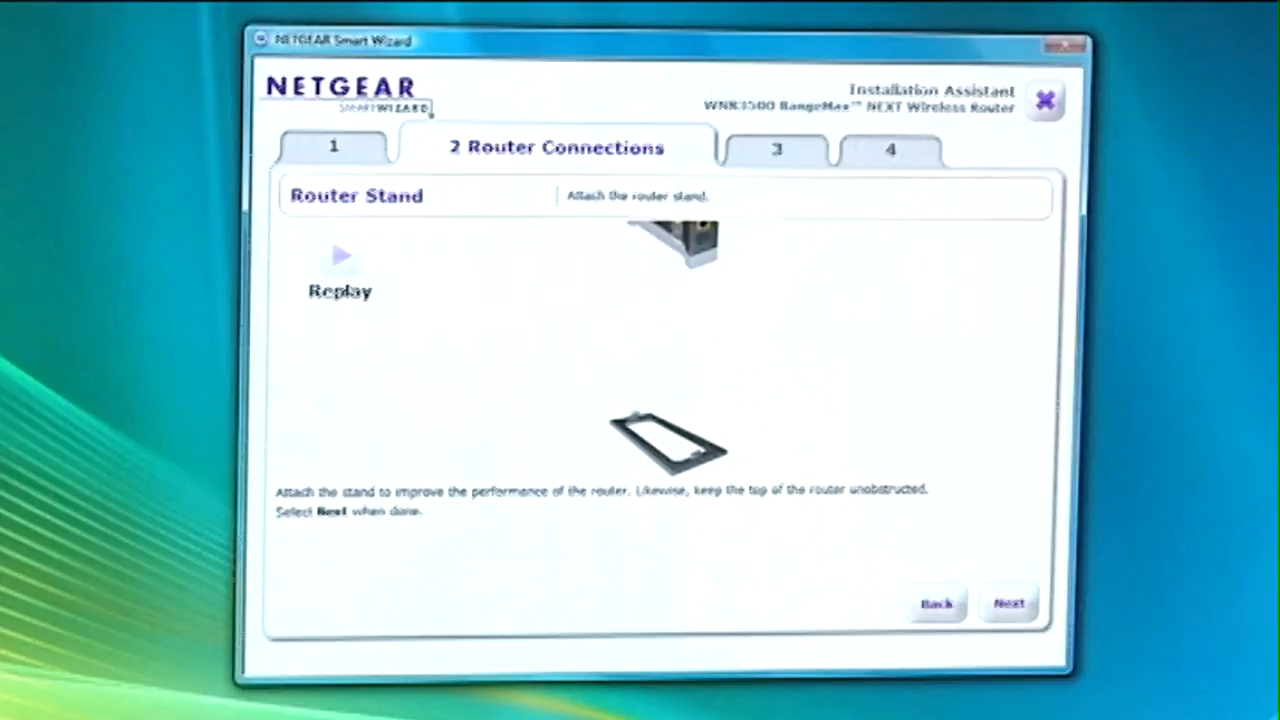 NETGEAR Smart Wizard
NETGEAR
SMARTWIZARD
Installation Assistant
WNR3500 RangeMax™ NEXT Wireless Router
1
2 Router Connections
3
4
Router Stand
Attach the router stand.
Replay
Attach the stand to improve the performance of the router. Likewise, keep the top of the router unobstructed.
Select Next when done.
Back
Next